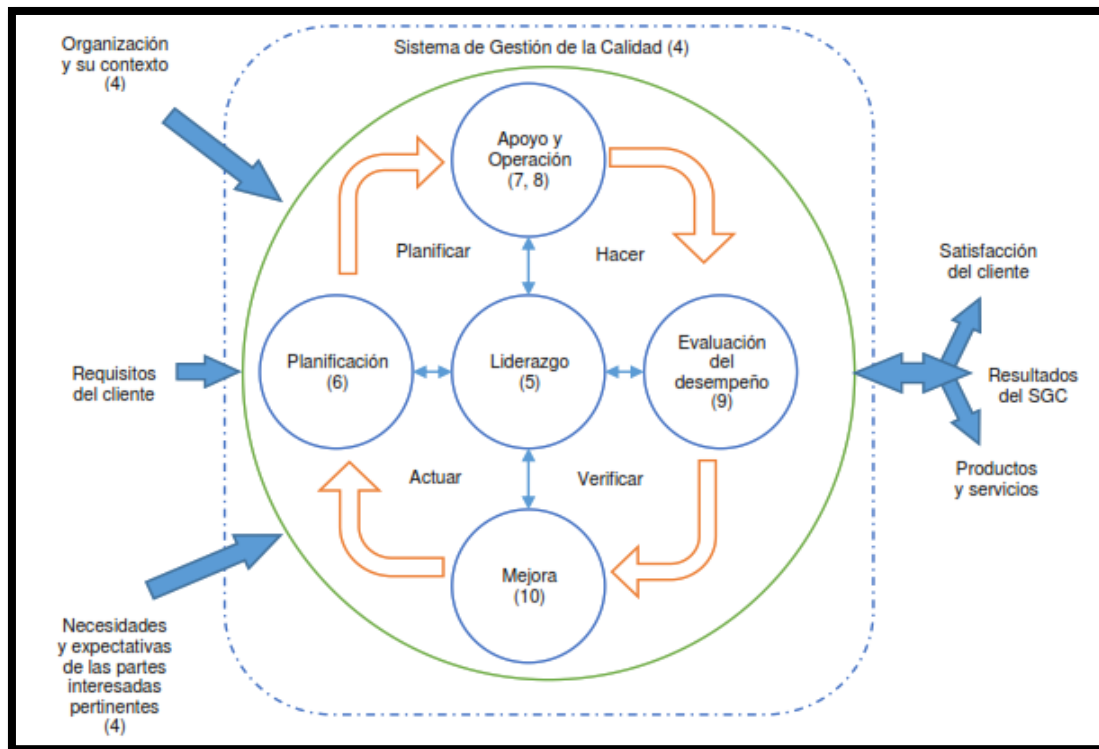 Organización
y su contexto
(4)
Sistema de Gestión de la Calidad (4)
Apoyo y
Operación
(7, 8)
Planificar
Hacer
Satisfacción
del cliente
Requisitos
del cliente
Planificación
(6)
Liderazgo
(5)
Evaluación
del
desempeño
(9)
Resultados
del SGC
Actuar
Verificar
Productos
y servicios
Mejora
(10)
Necesidades
y expectativas
de las partes
interesadas
pertinentes
(4)